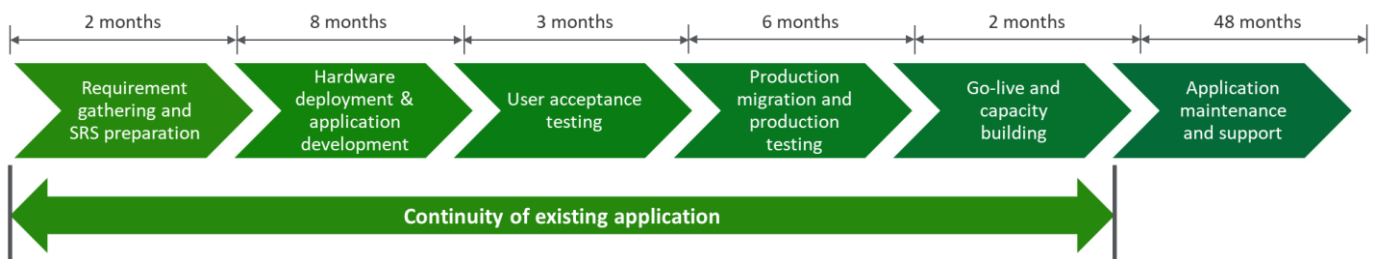 2 months
8 months
3 months
6 months
2 months
48 months
Requirement
gathering and
SRS preparation
Hardware
deployment &
application
development
User acceptance
testing
Production
migration and
production
testing
Go-live and
capacity
building
Application
maintenance
and support
Continuity of existing application